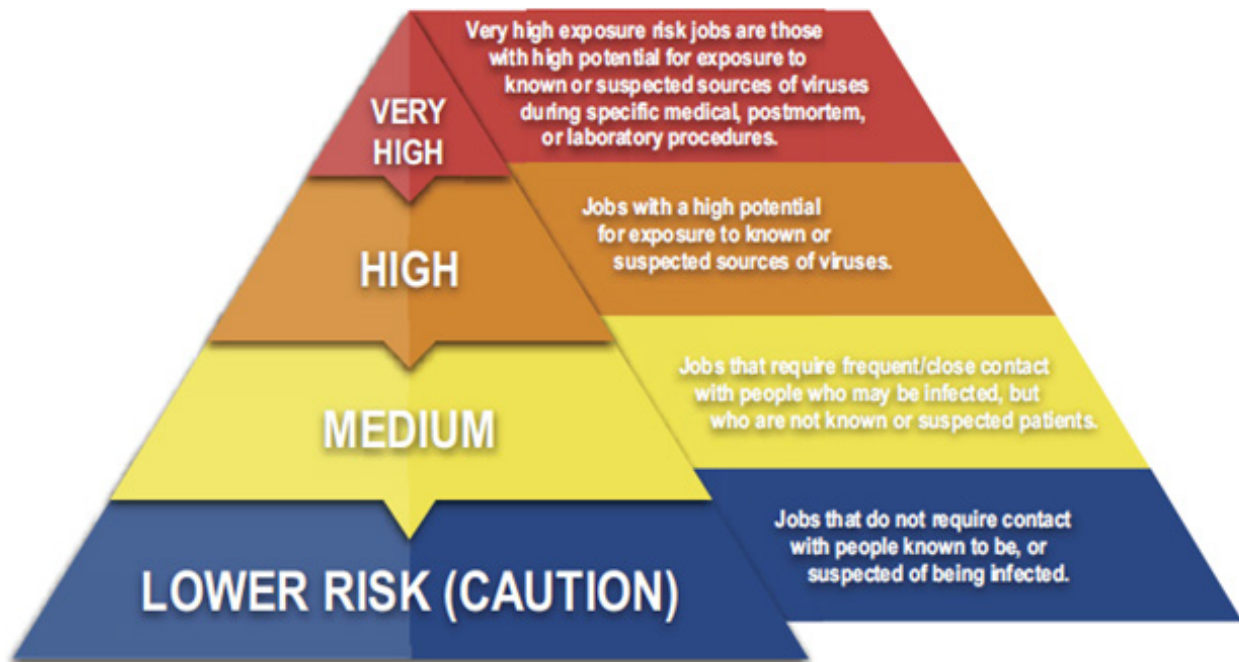 VERY
HIGH
Very high exposure risk jobs are those
with high potential for exposure to
known or suspected sources of viruses
during specific medical, postmortem,
or laboratory procedures.
HIGH
Jobs with a high potential
for exposure to known or
suspected sources of viruses.
MEDIUM
Jobs that require frequent/close contact
with people who may be infected, but
who are not known or suspected patients.
LOWER RISK (CAUTION)
Jobs that do not require contact
with people known to be, or
suspected of being infected.